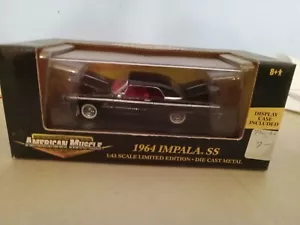 8+
DISPLAY
CASE
INCLUDED
AMERICAN MUSCLE
1964 IMPALA SS
1:43 SCALE LIMITED EDITION • DIE CAST METAL